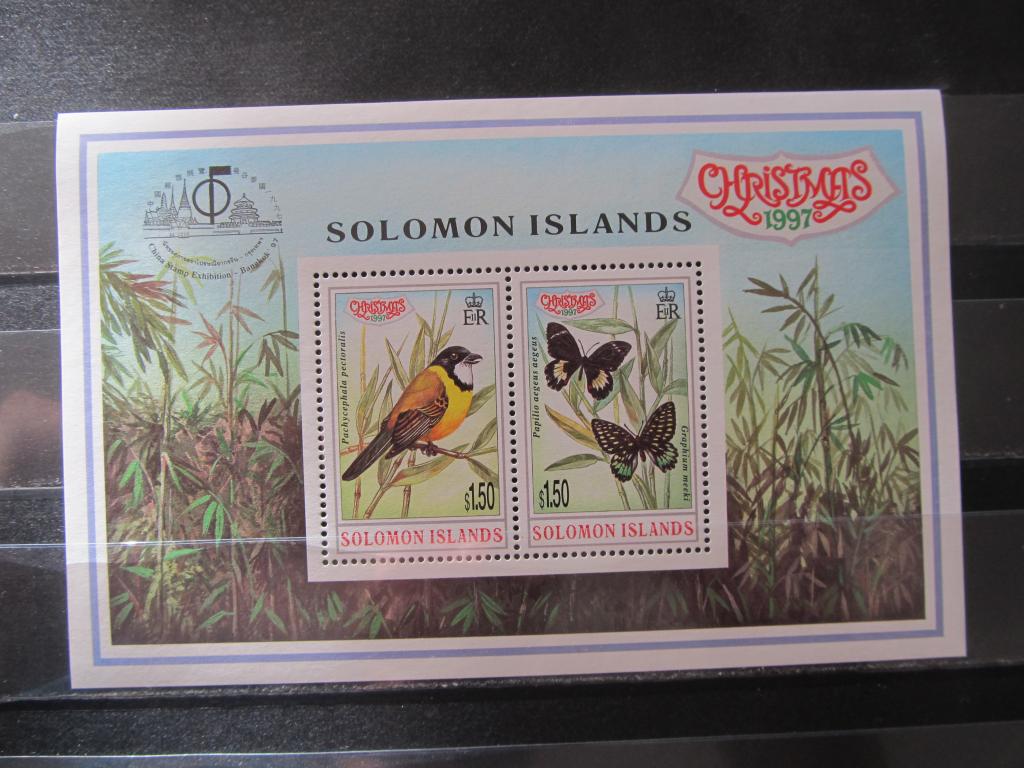 SOLOMON ISLANDS
CHRISTMAS
1997
China Stamp Exhibition - Bangkok 97
CHRISTMAS
1997
EIIR
Pachycephala pectoralis
$1.50
SOLOMON ISLANDS
CHRISTMAS
1997
EIIR
Papilio aegeus aegeus
Graphium meeki
$1.50
SOLOMON ISLANDS